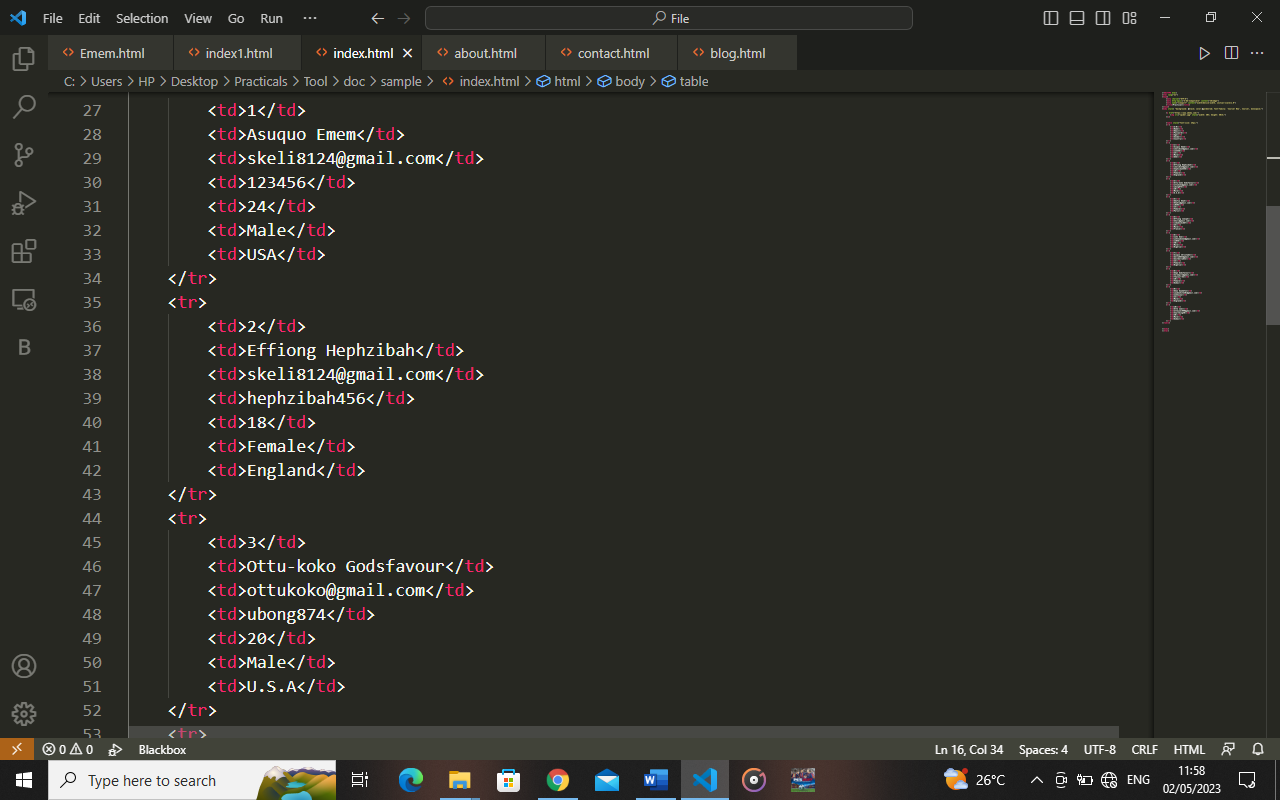 File Edit Selection View Go Run ··· File
Emem.html index1.html index.html about.html contact.html blog.html
C: > Users > HP > Desktop > Practicals > Tool > doc > sample > index.html > html > body > table
27 <td>1</td>
28 <td>Asuquo Emem</td>
29 <td>skeli8124@gmail.com</td>
30 <td>123456</td>
31 <td>24</td>
32 <td>Male</td>
33 <td>USA</td>
34 </tr>
35 <tr>
36 <td>2</td>
37 <td>Effiong Hephzibah</td>
38 <td>skeli8124@gmail.com</td>
39 <td>hephzibah456</td>
40 <td>18</td>
41 <td>Female</td>
42 <td>England</td>
43 </tr>
44 <tr>
45 <td>3</td>
46 <td>Ottu-koko Godsfavour</td>
47 <td>ottukoko@gmail.com</td>
48 <td>ubong874</td>
49 <td>20</td>
50 <td>Male</td>
51 <td>U.S.A</td>
52 </tr>
53 <tr>
B
0 0 Blackbox Ln 16, Col 34 Spaces: 4 UTF-8 CRLF HTML
Type here to search 26°C ENG 11:58
02/05/2023